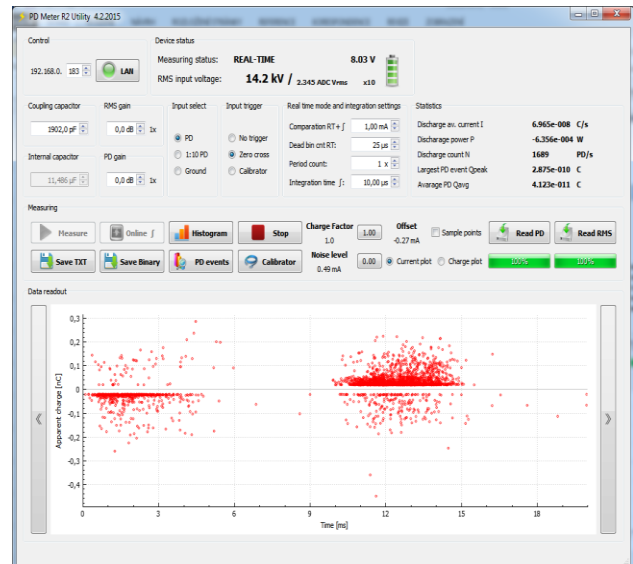 PD Meter R2 Utility 4.2.2015
Control
192.168.0. 183 LAN
Device status
Measuring status: REAL-TIME 8.03 V
RMS input voltage: 14.2 kV / 2.345 ADC Vrms x10
Coupling capacitor
1902,0 pF
Internal capacitor
11,486 pF
RMS gain
0,0 dB 1x
PD gain
0,0 dB 1x
Input select
PD
1:10 PD
Ground
Input trigger
No trigger
Zero cross
Calibrator
Real time mode and integration settings
Comparation RT+ ∫ 1,00 mA
Dead bin cnt RT: 25 µs
Period count: 1 x
Integration time ∫: 10,00 µs
Statistics
Discharge av. current I 6.965e-008 C/s
Discharage power P -6.356e-004 W
Discharge count N 1689 PD/s
Largest PD event Qpeak 2.875e-010 C
Avarage PD Qavg 4.123e-011 C
Measuring
Measure Online ∫ Histogram Stop
Charge Factor 1.00
1.0
Offset
-0.27 mA
Sample points Read PD Read RMS
Save TXT Save Binary PD events Calibrator
Noise level 0.00
0.49 mA
Current plot Charge plot 100% 100%
Data readout
《
Apparent charge [nC]
0,3
0,2
0,1
0
-0,1
-0,2
-0,3
-0,4
0 3 6 9 12 15 18
Time [ms]
》